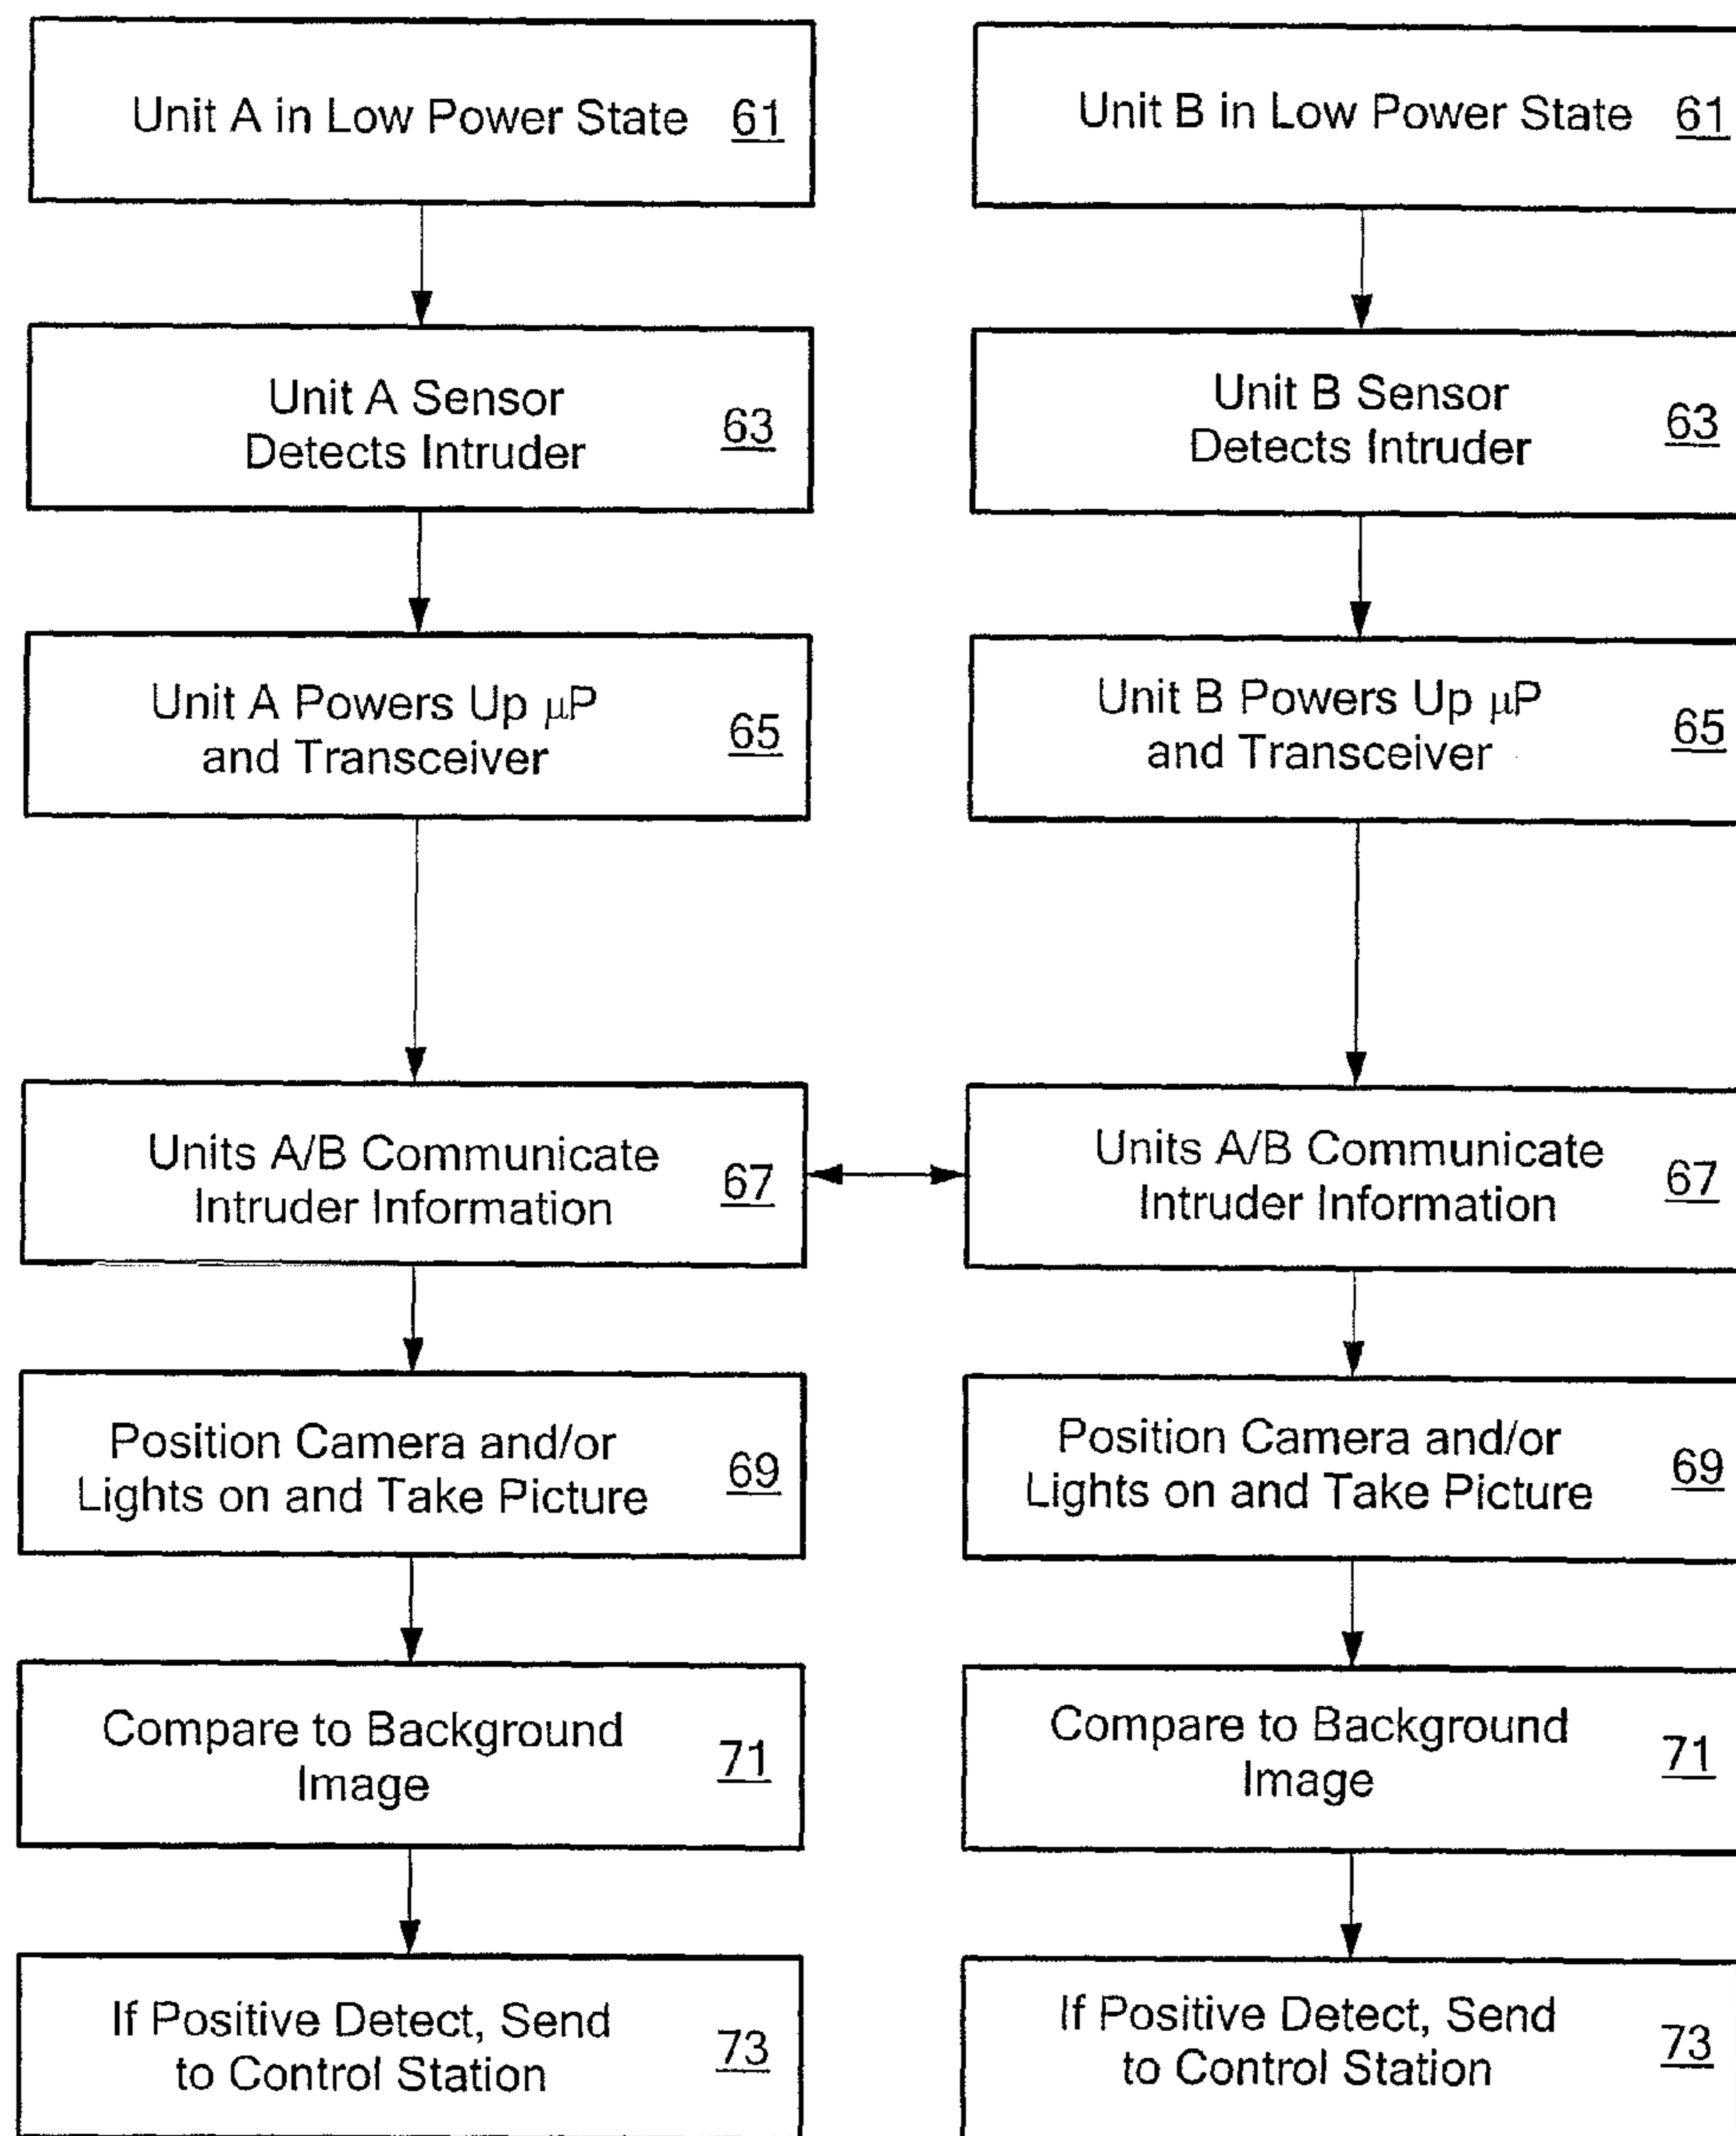 Unit A in Low Power State 61
Unit A Sensor
Detects Intruder 63
Unit A Powers Up μP
and Transceiver 65
Units A/B Communicate
Intruder Information 67
Position Camera and/or
Lights on and Take Picture 69
Compare to Background
Image 71
If Positive Detect, Send
to Control Station 73
Unit B in Low Power State 61
Unit B Sensor
Detects Intruder 63
Unit B Powers Up μP
and Transceiver 65
Units A/B Communicate
Intruder Information 67
Position Camera and/or
Lights on and Take Picture 69
Compare to Background
Image 71
If Positive Detect, Send
to Control Station 73